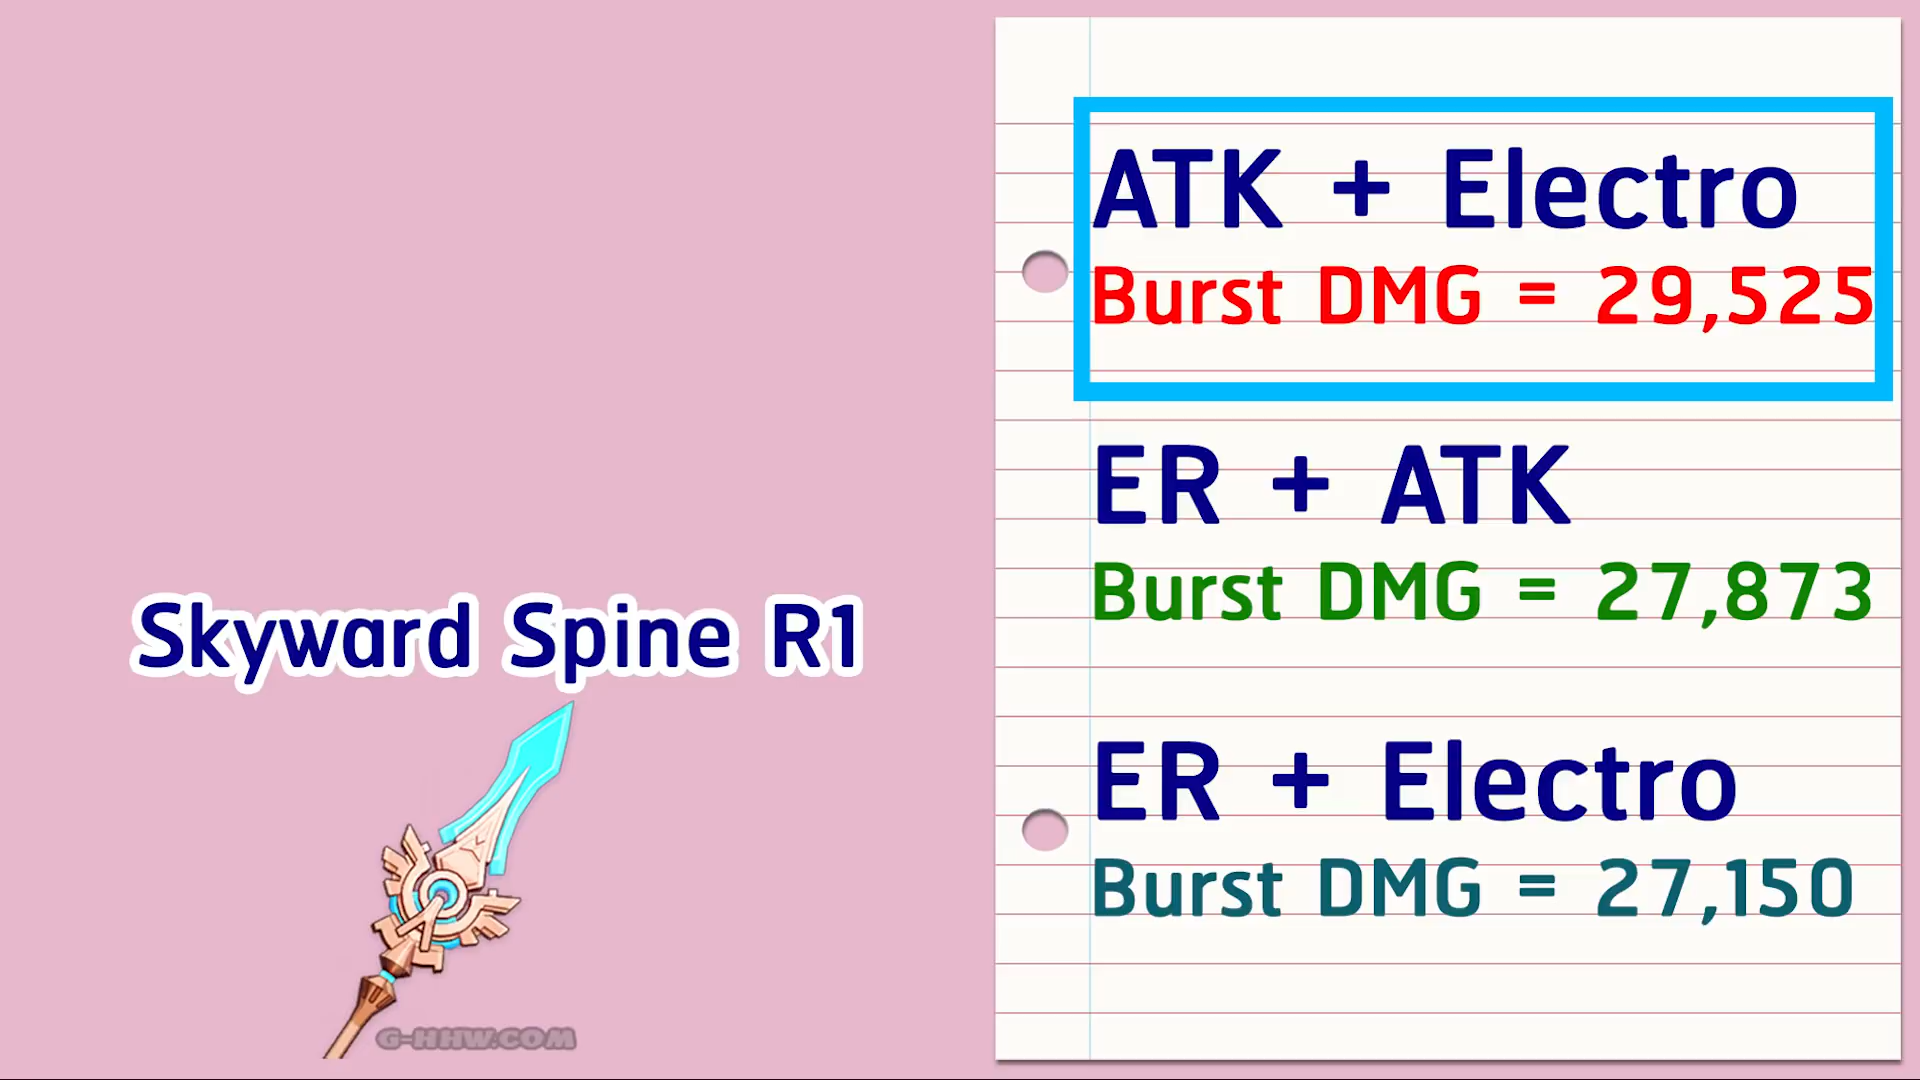 Skyward Spine R1
G-HHW.COM
ATK + Electro
Burst DMG = 29,525
ER + ATK
Burst DMG = 27,873
ER + Electro
Burst DMG = 27,150